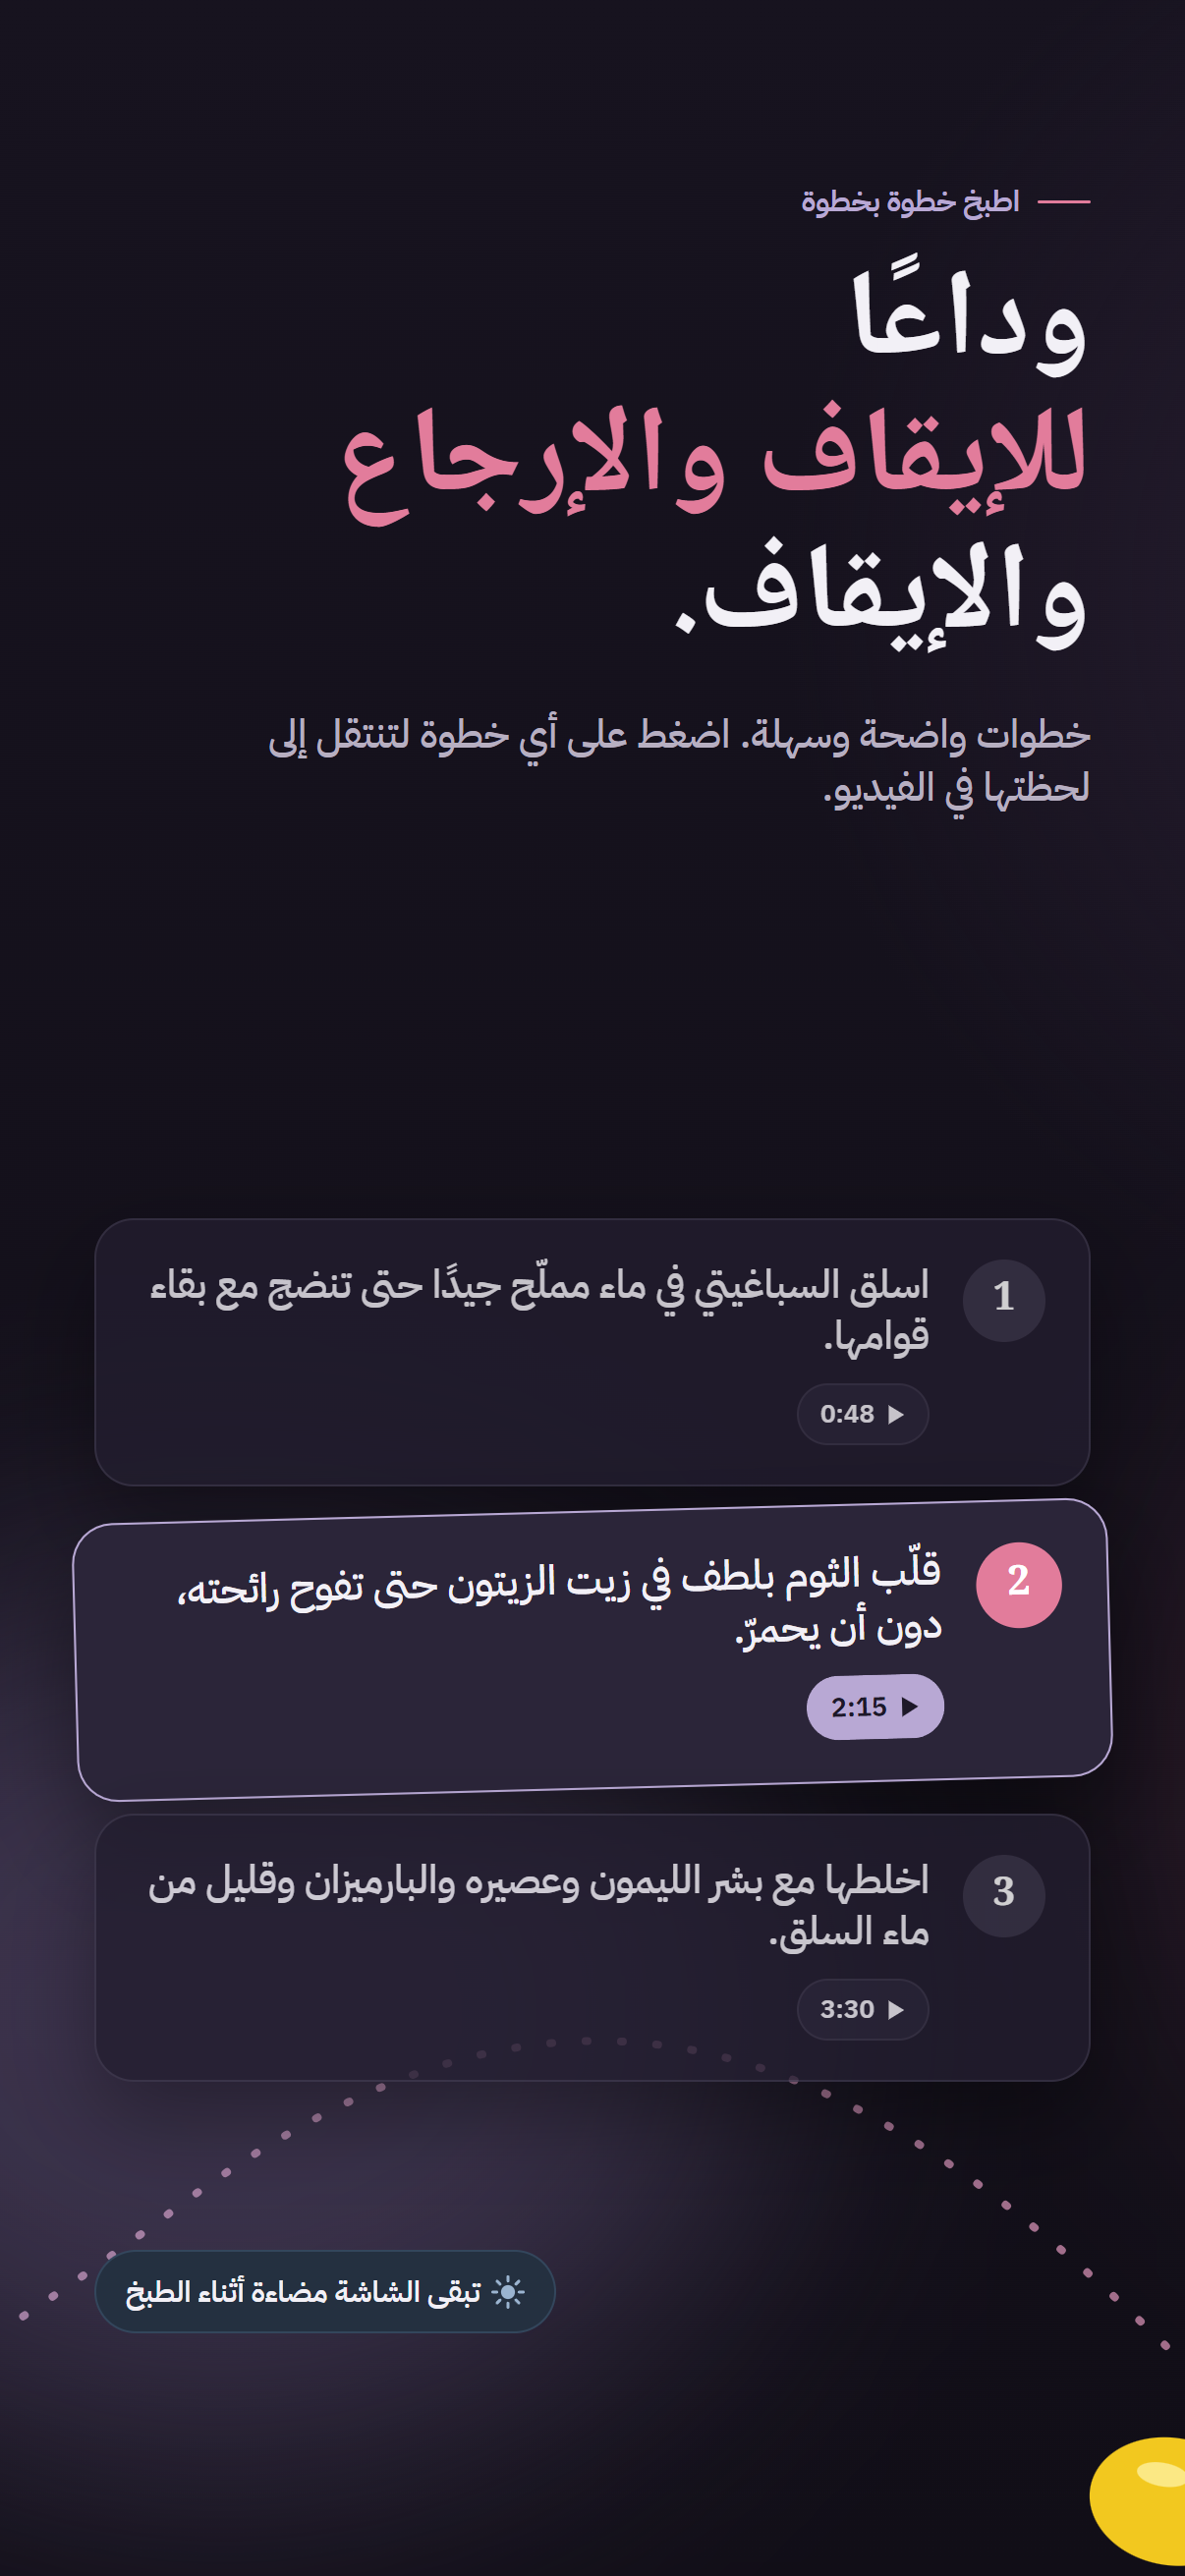 اطبخ خطوة بخطوة
وداعًا
للإيقاف والإرجاع
والإيقاف.
خطوات واضحة وسهلة. اضغط على أي خطوة لتنتقل إلى
لحظتها في الفيديو.
1
اسلق السباغيتي في ماء مملّح جيدًا حتى تنضج مع بقاء
قوامها.
0:48
2
قلّب الثوم بلطف في زيت الزيتون حتى تفوح رائحته،
دون أن يحمرّ.
2:15
3
اخلطها مع بشر الليمون وعصيره والبارميزان وقليل من
ماء السلق.
3:30
تبقى الشاشة مضاءة أثناء الطبخ